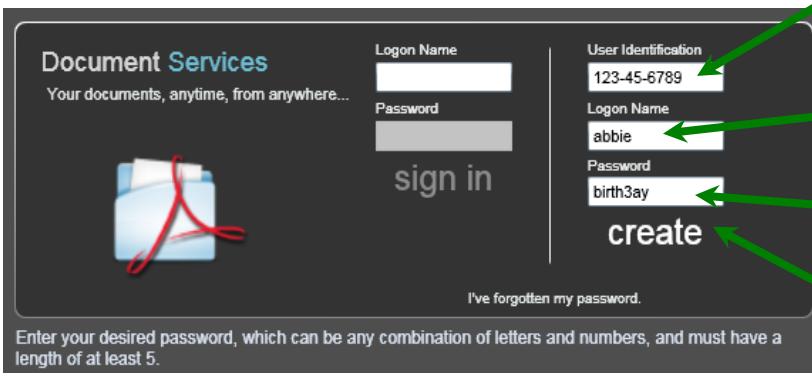 Document Services
Your documents, anytime, from anywhere...
Logon Name
Password
sign in
User Identification
123-45-6789
Logon Name
abbie
Password
birth3ay
create
I've forgotten my password.
Enter your desired password, which can be any combination of letters and numbers, and must have a
length of at least 5.